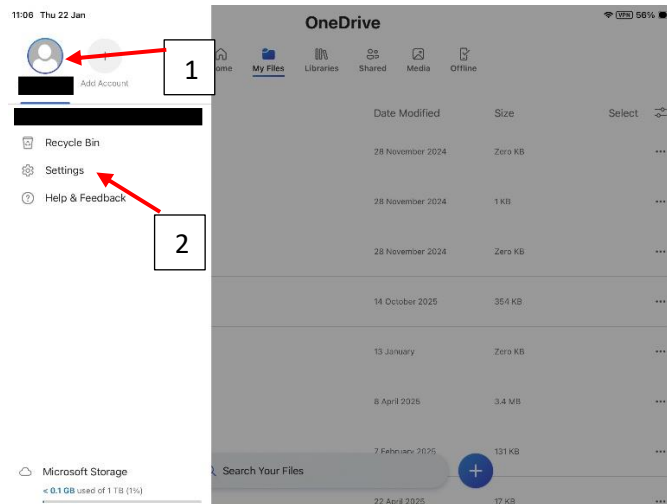 11:06 Thu 22 Jan
OneDrive
VPN 56%
1
Add Account
My Files
Libraries
Shared
Media
Offline
Date Modified Size Select
Recycle Bin
28 November 2024 Zero KB
Settings
Help & Feedback
28 November 2024 1 KB
2
28 November 2024 Zero KB
14 October 2025 354 KB
13 January Zero KB
8 April 2025 3.4 MB
7 February 2025 131 KB
Microsoft Storage
Search Your Files
< 0.1 GB used of 1 TB (1%)
22 April 2025 17 KB